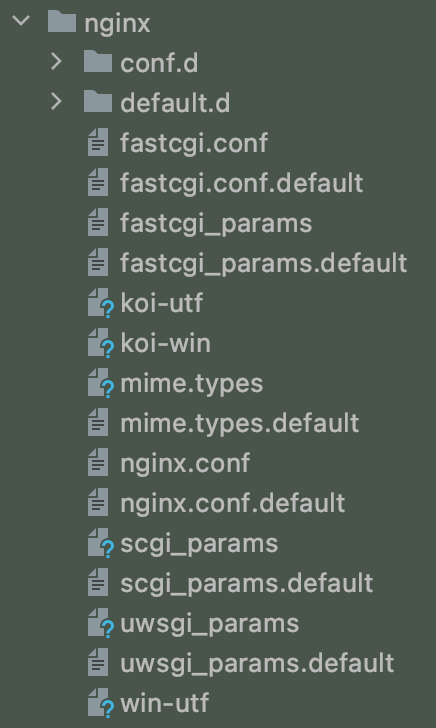 nginx
conf.d
default.d
fastcgi.conf
fastcgi.conf.default
fastcgi_params
fastcgi_params.default
koi-utf
koi-win
mime.types
mime.types.default
nginx.conf
nginx.conf.default
scgi_params
scgi_params.default
uwsgi_params
uwsgi_params.default
win-utf